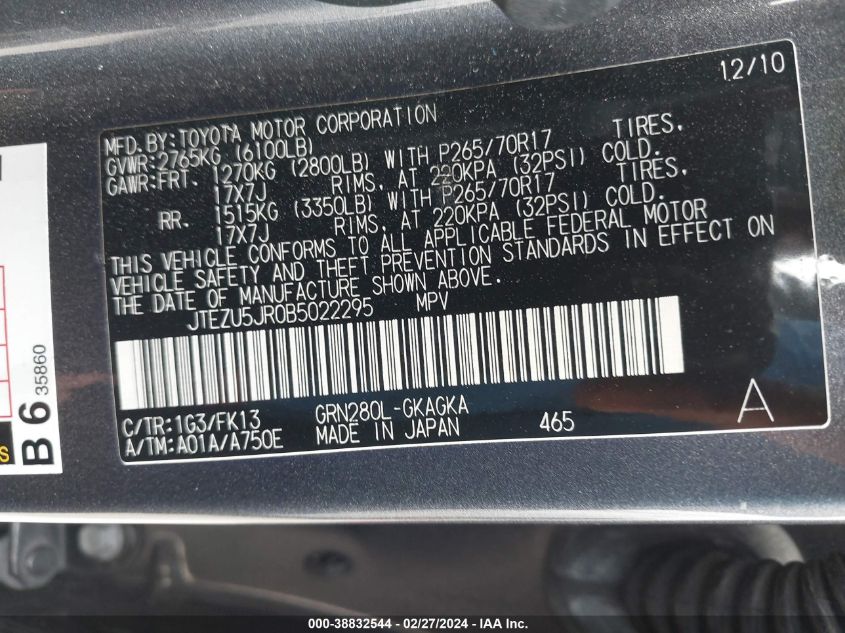 12/10
MFD.BY:TOYOTA MOTOR CORPORATION
GVWR:2765KG (6100LB)
GAWR:FRT. 1270KG (2800LB) WITH P265/70R17 TIRES,
17X7J RIMS, AT 220KPA (32PSI) COLD.
RR. 1515KG (3350LB) WITH P265/70R17 TIRES,
17X7J RIMS, AT 220KPA (32PSI) COLD.
THIS VEHICLE CONFORMS TO ALL APPLICABLE FEDERAL MOTOR
VEHICLE SAFETY AND THEFT PREVENTION STANDARDS IN EFFECT ON
THE DATE OF MANUFACTURE SHOWN ABOVE.
JTEZU5JR0B5022295 MPV
C/TR:1G3/FK13 GRN280L-GKAGKA
A/TM:A01A/A750E MADE IN JAPAN 465 A
B6 35860
S
000-38832544 - 02/27/2024 - IAA Inc.